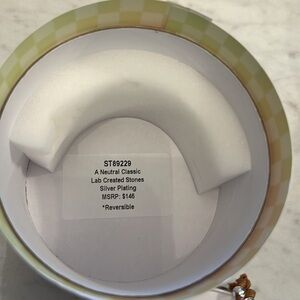 ST89229
A Neutral Classic
Lab Created Stones
Silver Plating
MSRP: $146
*Reversible